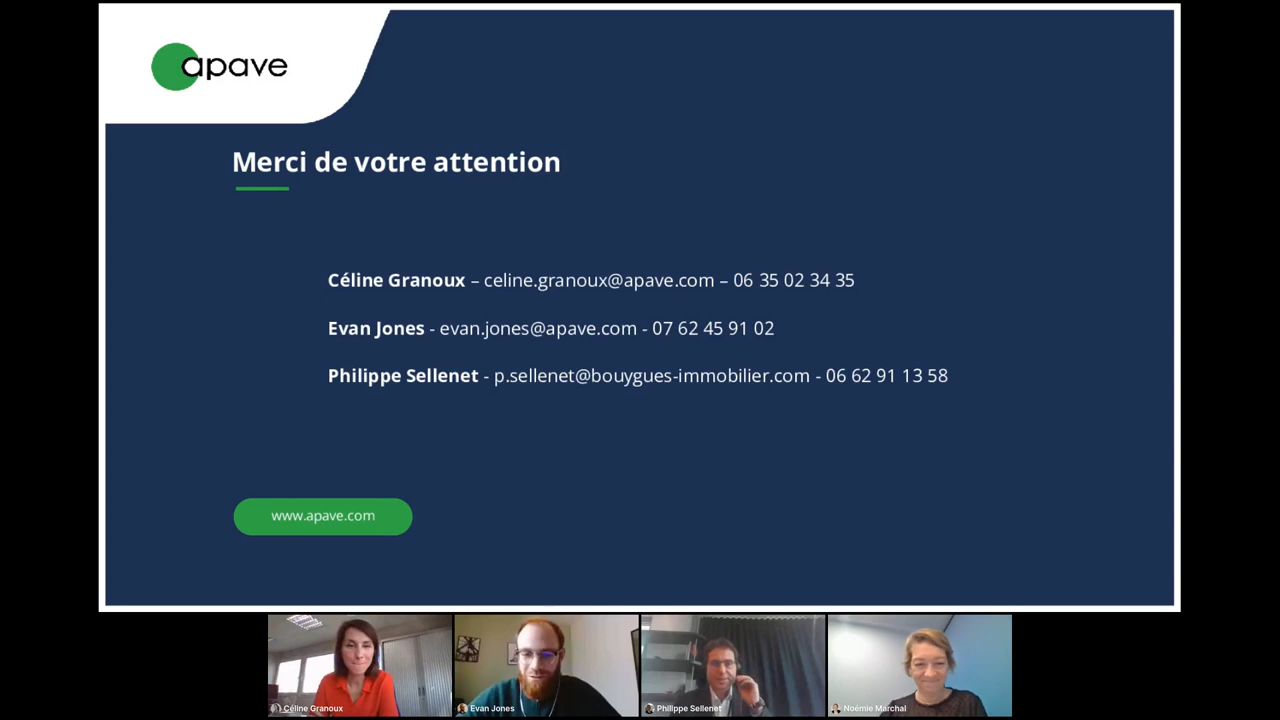 apave
Merci de votre attention
Céline Granoux – celine.granoux@apave.com – 06 35 02 34 35
Evan Jones - evan.jones@apave.com - 07 62 45 91 02
Philippe Sellenet - p.sellenet@bouygues-immobilier.com - 06 62 91 13 58
www.apave.com
Céline Granoux
Evan Jones
Philippe Sellenet
Noémie Marchal